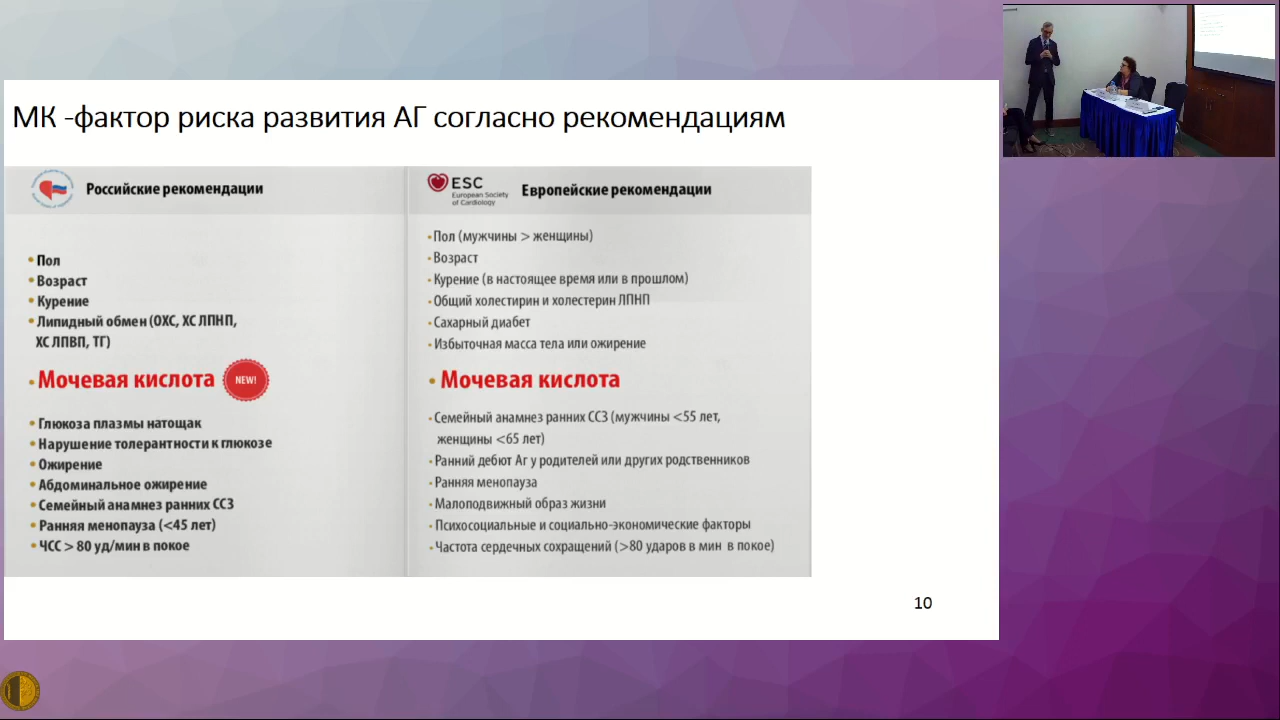 МК -фактор риска развития АГ согласно рекомендациям
Российские рекомендации
• Пол
• Возраст
• Курение
• Липидный обмен (ОХС, ХС ЛПНП,
ХС ЛПВП, ТГ)
• Мочевая кислота NEW!
• Глюкоза плазмы натощак
• Нарушение толерантности к глюкозе
• Ожирение
• Абдоминальное ожирение
• Семейный анамнез ранних ССЗ
• Ранняя менопауза (<45 лет)
• ЧСС > 80 уд/мин в покое
ESC
European Society
of Cardiology
Европейские рекомендации
• Пол (мужчины > женщины)
• Возраст
• Курение (в настоящее время или в прошлом)
• Общий холестирин и холестерин ЛПНП
• Сахарный диабет
• Избыточная масса тела или ожирение
• Мочевая кислота
• Семейный анамнез ранних ССЗ (мужчины <55 лет,
женщины <65 лет)
• Ранний дебют Аг у родителей или других родственников
• Ранняя менопауза
• Малоподвижный образ жизни
• Психосоциальные и социально-экономические факторы
• Частота сердечных сокращений (>80 ударов в мин в покое)
10